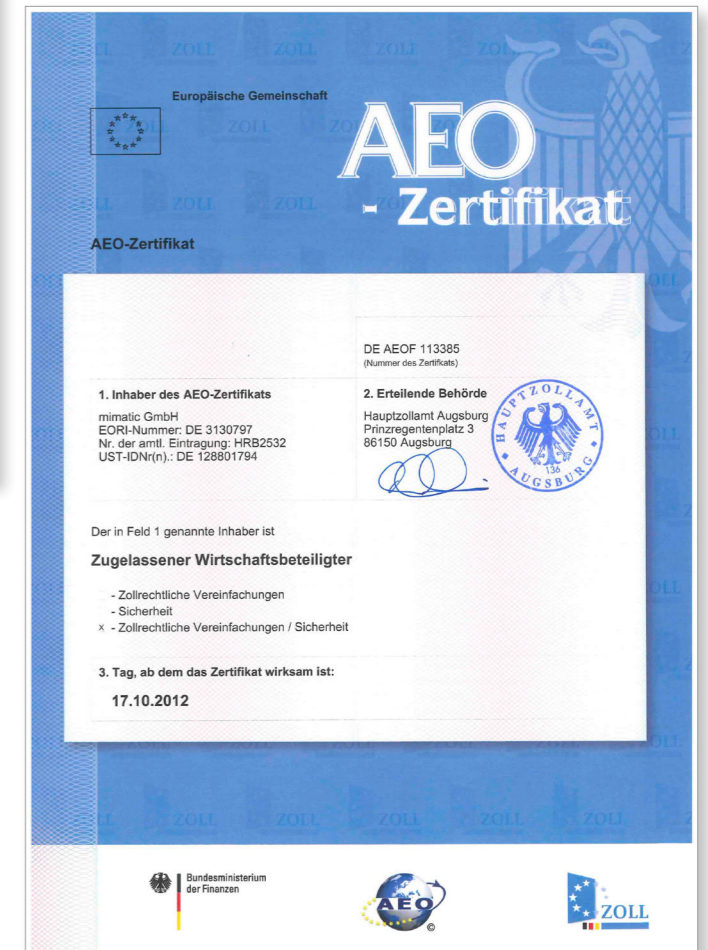 Europäische Gemeinschaft
AEO
- Zertifikat
AEO-Zertifikat
DE AEOF 113385
(Nummer des Zertifkats)
1. Inhaber des AEO-Zertifikats
mimatic GmbH
EORI-Nummer: DE 3130797
Nr. der amtl. Eintragung: HRB2532
UST-IDNr(n).: DE 128801794
2. Erteilende Behörde
Hauptzollamt Augsburg
Prinzregentenplatz 3
86150 Augsburg
HAUPTZOLLAMT
136
AUGSBURG
Der in Feld 1 genannte Inhaber ist
Zugelassener Wirtschaftsbeteiligter
- Zollrechtliche Vereinfachungen
- Sicherheit
x - Zollrechtliche Vereinfachungen / Sicherheit
3. Tag, ab dem das Zertifikat wirksam ist:
17.10.2012
Bundesministerium
der Finanzen
AEO
©
ZOLL